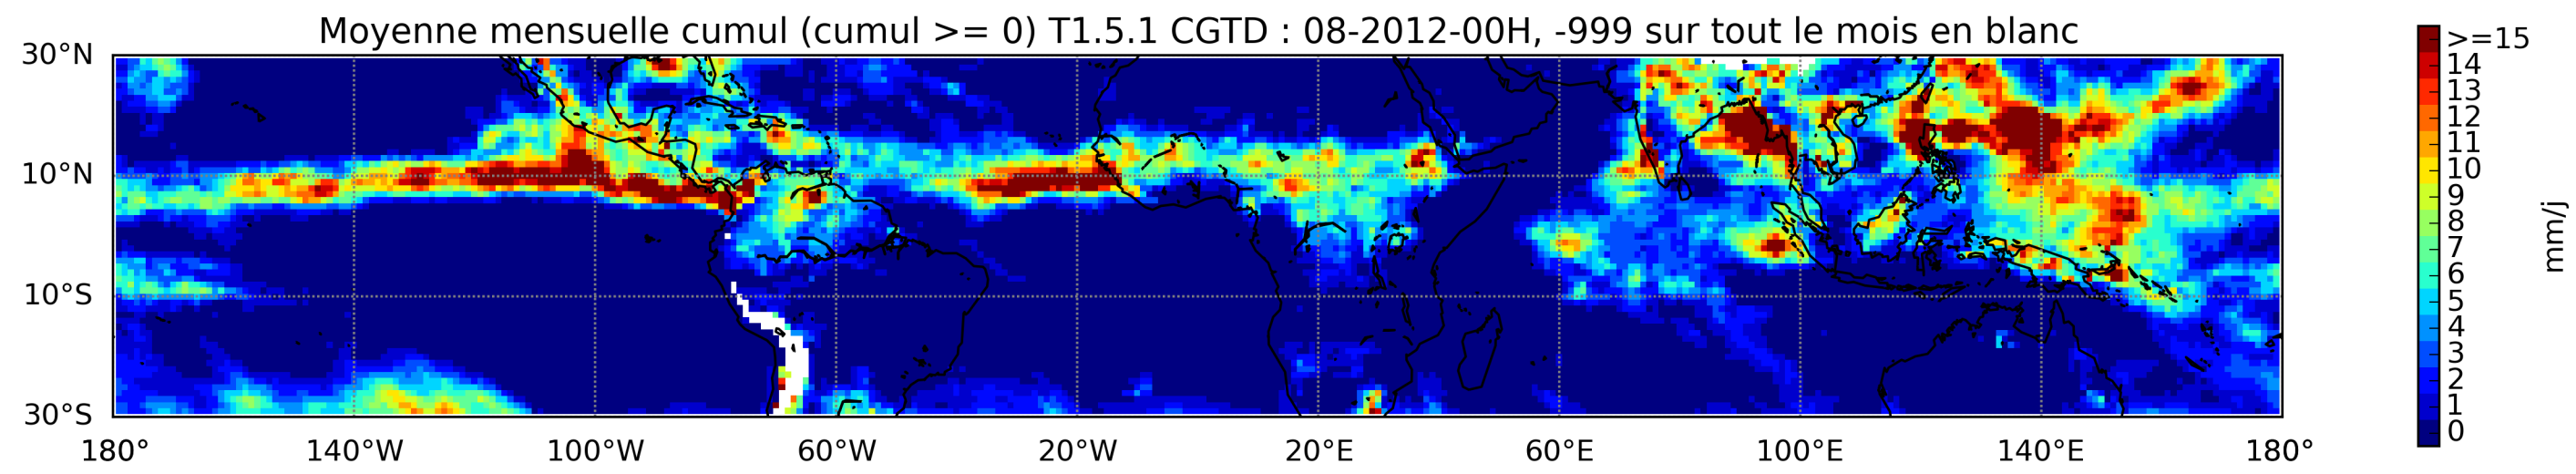 Moyenne mensuelle cumul (cumul >= 0) T1.5.1 CGTD : 08-2012-00H, -999 sur tout le mois en blanc
30°N
10°N
10°S
30°S
180°
140°W
100°W
60°W
20°W
20°E
60°E
100°E
140°E
180°
>=15
14
13
12
11
10
9
8
7
6
5
4
3
2
1
0
mm/j